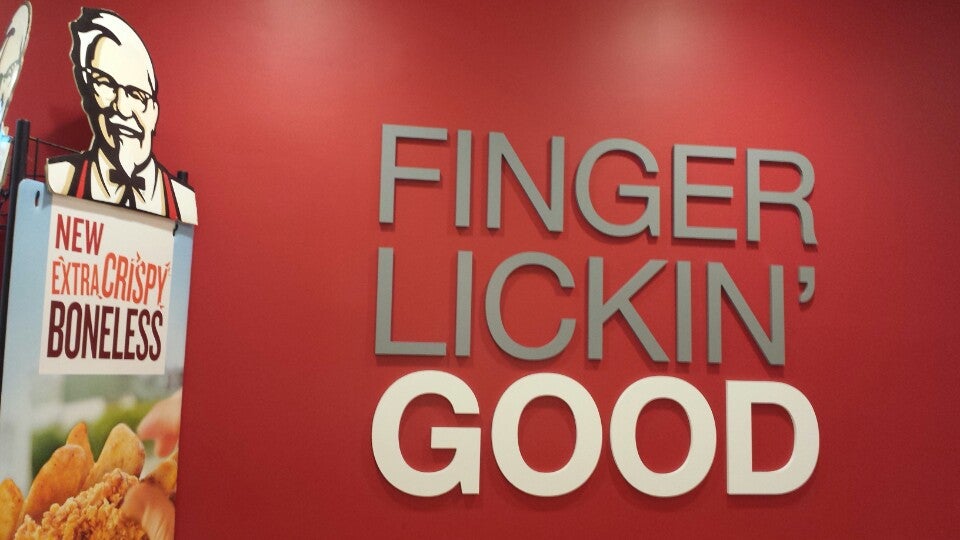 NEW
EXTRA CRISPY
BONELESS
FINGER
LICKIN'
GOOD